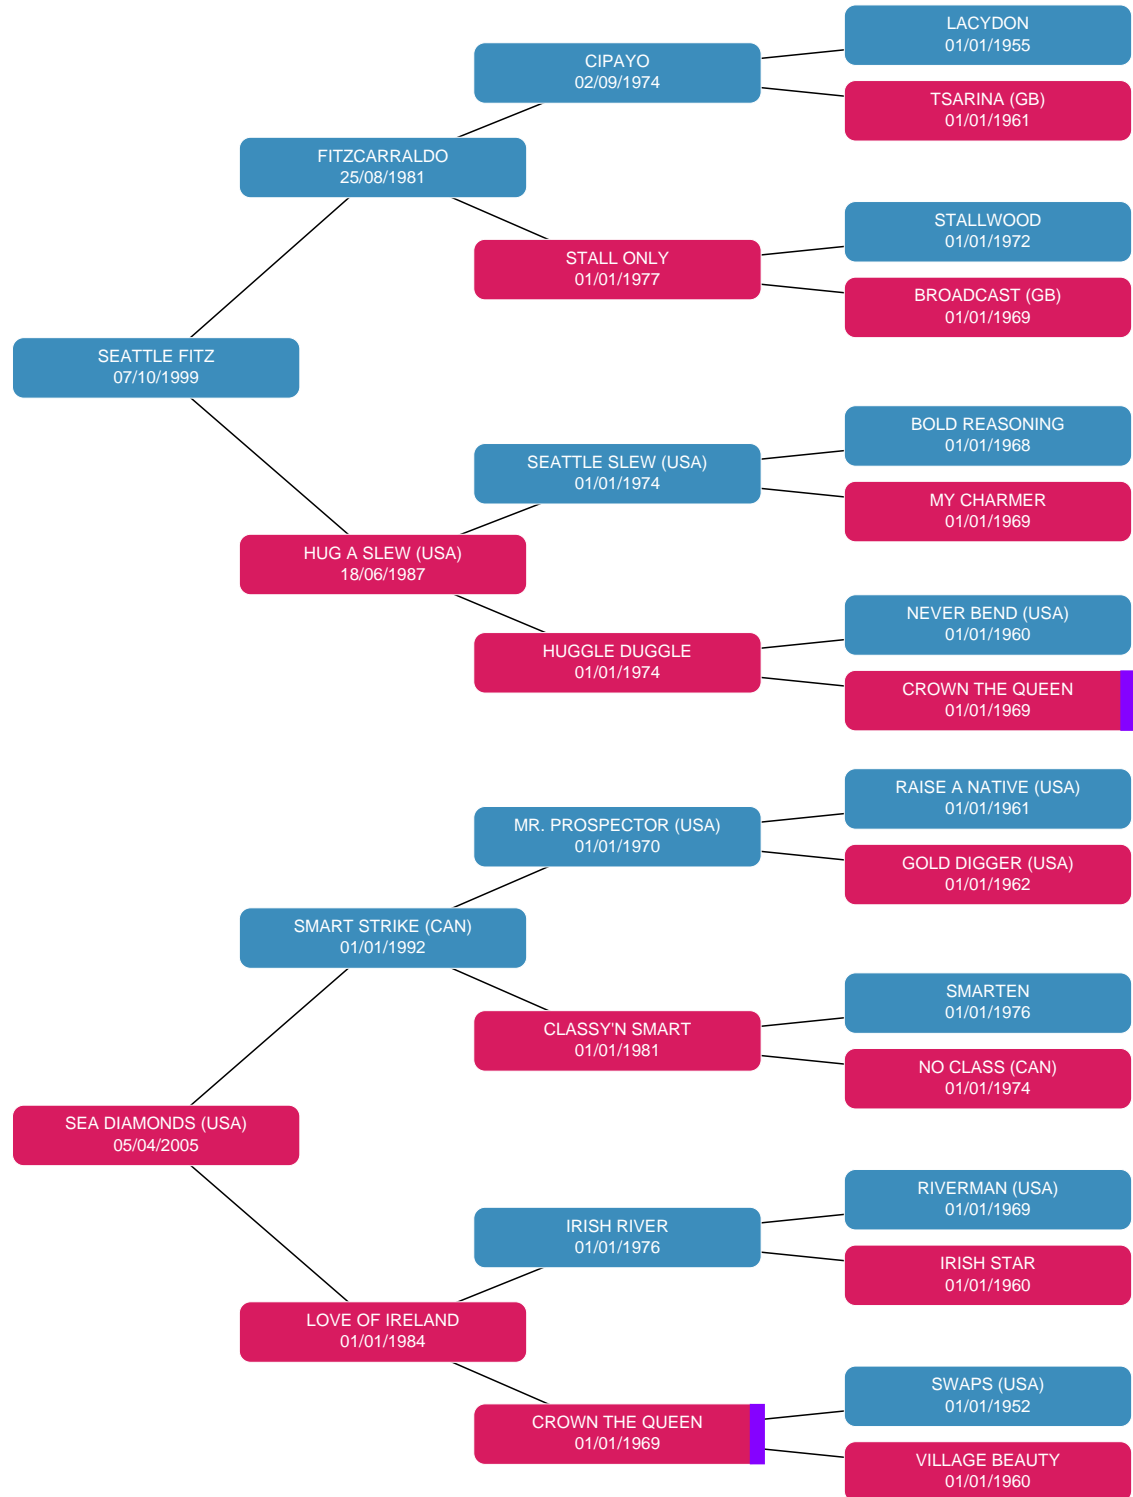 LACYDON
01/01/1955
CIPAYO
02/09/1974
TSARINA (GB)
01/01/1961
FITZCARRALDO
25/08/1981
STALLWOOD
01/01/1972
STALL ONLY
01/01/1977
BROADCAST (GB)
01/01/1969
SEATTLE FITZ
07/10/1999
BOLD REASONING
01/01/1968
SEATTLE SLEW (USA)
01/01/1974
MY CHARMER
01/01/1969
HUG A SLEW (USA)
18/06/1987
NEVER BEND (USA)
01/01/1960
HUGGLE DUGGLE
01/01/1974
CROWN THE QUEEN
01/01/1969
RAISE A NATIVE (USA)
01/01/1961
MR. PROSPECTOR (USA)
01/01/1970
GOLD DIGGER (USA)
01/01/1962
SMART STRIKE (CAN)
01/01/1992
SMARTEN
01/01/1976
CLASSY'N SMART
01/01/1981
NO CLASS (CAN)
01/01/1974
SEA DIAMONDS (USA)
05/04/2005
RIVERMAN (USA)
01/01/1969
IRISH RIVER
01/01/1976
IRISH STAR
01/01/1960
LOVE OF IRELAND
01/01/1984
SWAPS (USA)
01/01/1952
CROWN THE QUEEN
01/01/1969
VILLAGE BEAUTY
01/01/1960